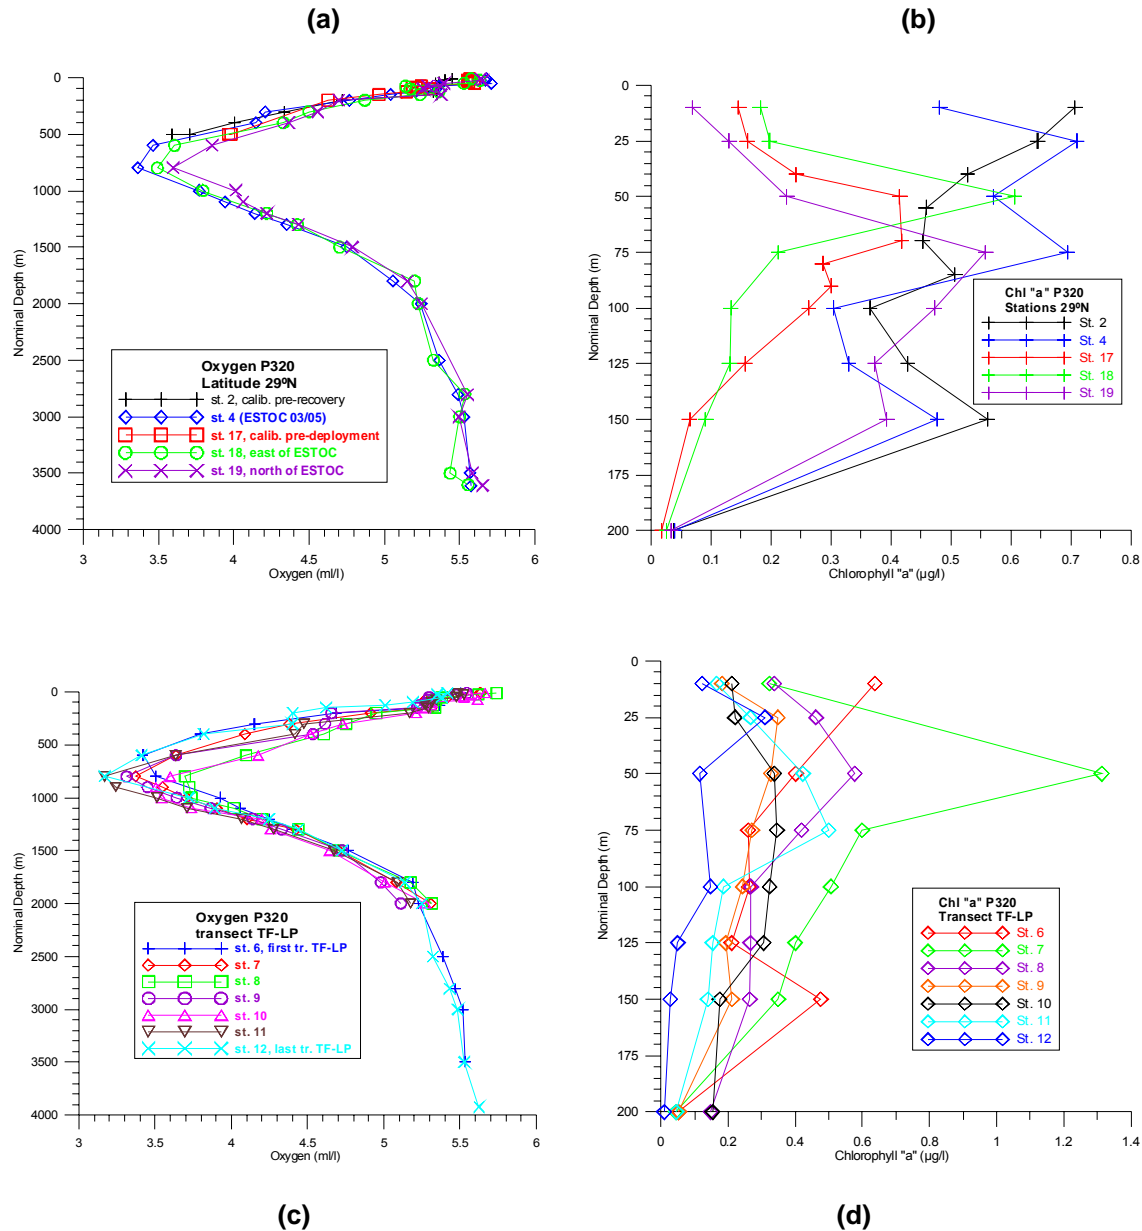 (a)
(b)
0
500
1000
1500
2000
2500
3000
3500
4000
Nominal Depth (m)
3
3.5
4
4.5
5
5.5
6
Oxygen (ml/l)
Oxygen P320
Latitude 29ºN
st. 2, calib. pre-recovery
st. 4 (ESTOC 03/05)
st. 17, calib. pre-deployment
st. 18, east of ESTOC
st. 19, north of ESTOC
0
25
50
75
100
125
150
175
200
Nominal Depth (m)
0
0.1
0.2
0.3
0.4
0.5
0.6
0.7
0.8
Chlorophyll "a" (µg/l)
Chl "a" P320
Stations 29ºN
St. 2
St. 4
St. 17
St. 18
St. 19
0
500
1000
1500
2000
2500
3000
3500
4000
Nominal Depth (m)
3
3.5
4
4.5
5
5.5
6
Oxygen (ml/l)
Oxygen P320
transect TF-LP
st. 6, first tr. TF-LP
st. 7
st. 8
st. 9
st. 10
st. 11
st. 12, last tr. TF-LP
0
25
50
75
100
125
150
175
200
Nominal Depth (m)
0
0.2
0.4
0.6
0.8
1
1.2
1.4
Chlorophyll "a" (µg/l)
Chl "a" P320
Transect TF-LP
St. 6
St. 7
St. 8
St. 9
St. 10
St. 11
St. 12
(c)
(d)